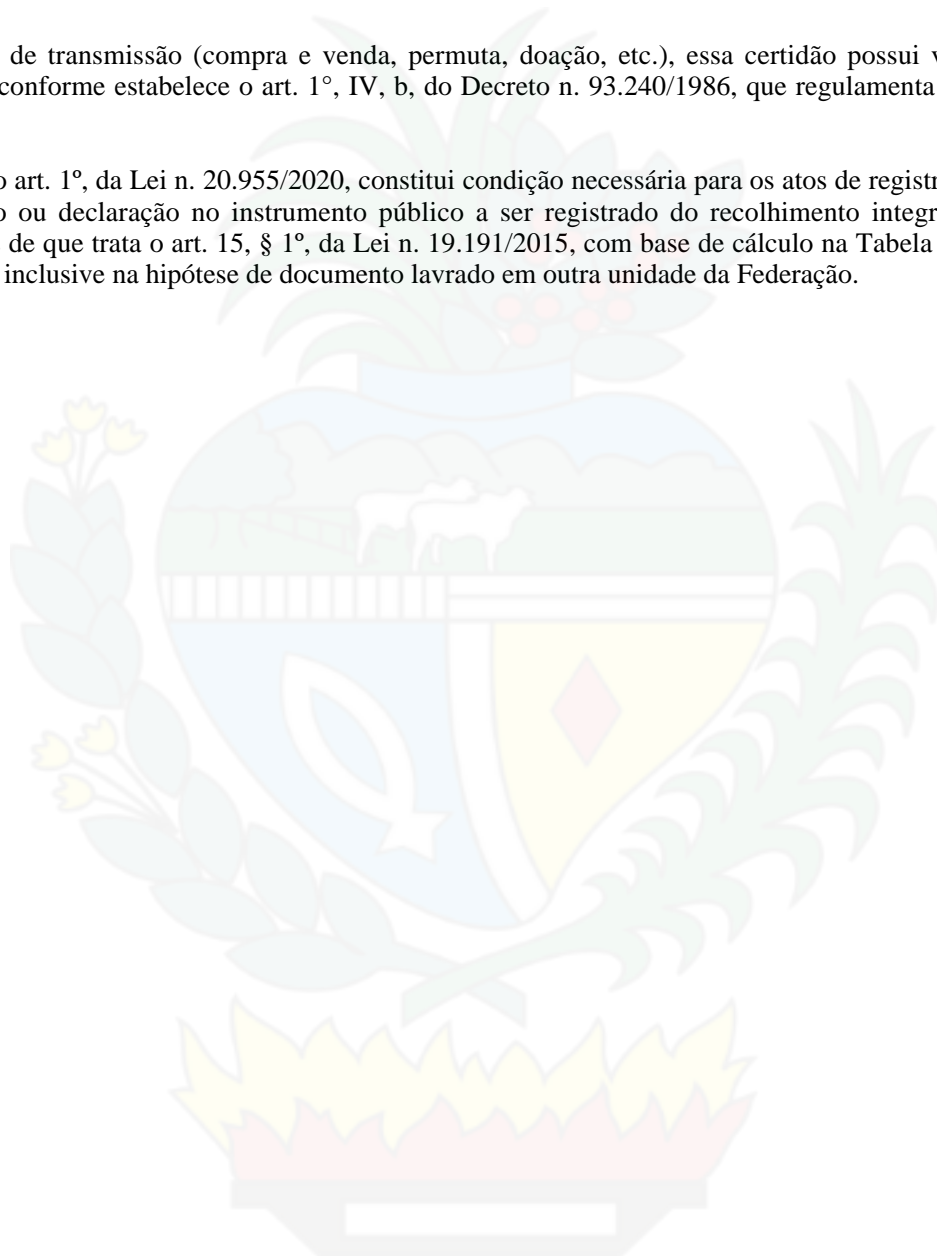 de transmissão (compra e venda, permuta, doação, etc.), essa certidão possui
conforme estabelece o art. 1°, IV, b, do Decreto n. 93.240/1986, que regulamenta
o art. 1º, da Lei n. 20.955/2020, constitui condição necessária para os atos de registr
o ou declaração no instrumento público a ser registrado do recolhimento integr
de que trata o art. 15, § 1º, da Lei n. 19.191/2015, com base de cálculo na Tabela
inclusive na hipótese de documento lavrado em outra unidade da Federação.